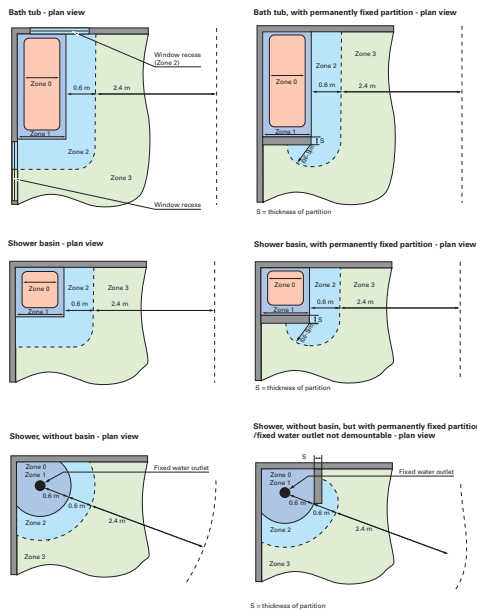 Bath tub - plan view
Window recess
(Zone 2)
Zone 0
0.6 m
2.4 m
Zone 1
Zone 2
Zone 3
Window recess
Bath tub, with permanently fixed partition - plan view
Zone 3
Zone 2
Zone 0
0.6 m
2.4 m
Zone 1
S
S = thickness of partition
Shower basin - plan view
Zone 0
Zone 2
Zone 3
0.6 m
2.4 m
Zone 1
Shower basin, with permanently fixed partition - plan view
Zone 0
Zone 2
Zone 3
0.6 m
2.4 m
Zone 1
S
S = thickness of partition
Shower, without basin - plan view
Zone 0
Zone 1
Fixed water outlet
0.6 m
0.6 m
2.4 m
Zone 2
Zone 3
Shower, without basin, but with permanently fixed partition
/fixed water outlet not demountable - plan view
S
Zone 0
Zone 1
Fixed water outlet
0.6 m
0.6 m
2.4 m
Zone 2
Zone 3
S = thickness of partition